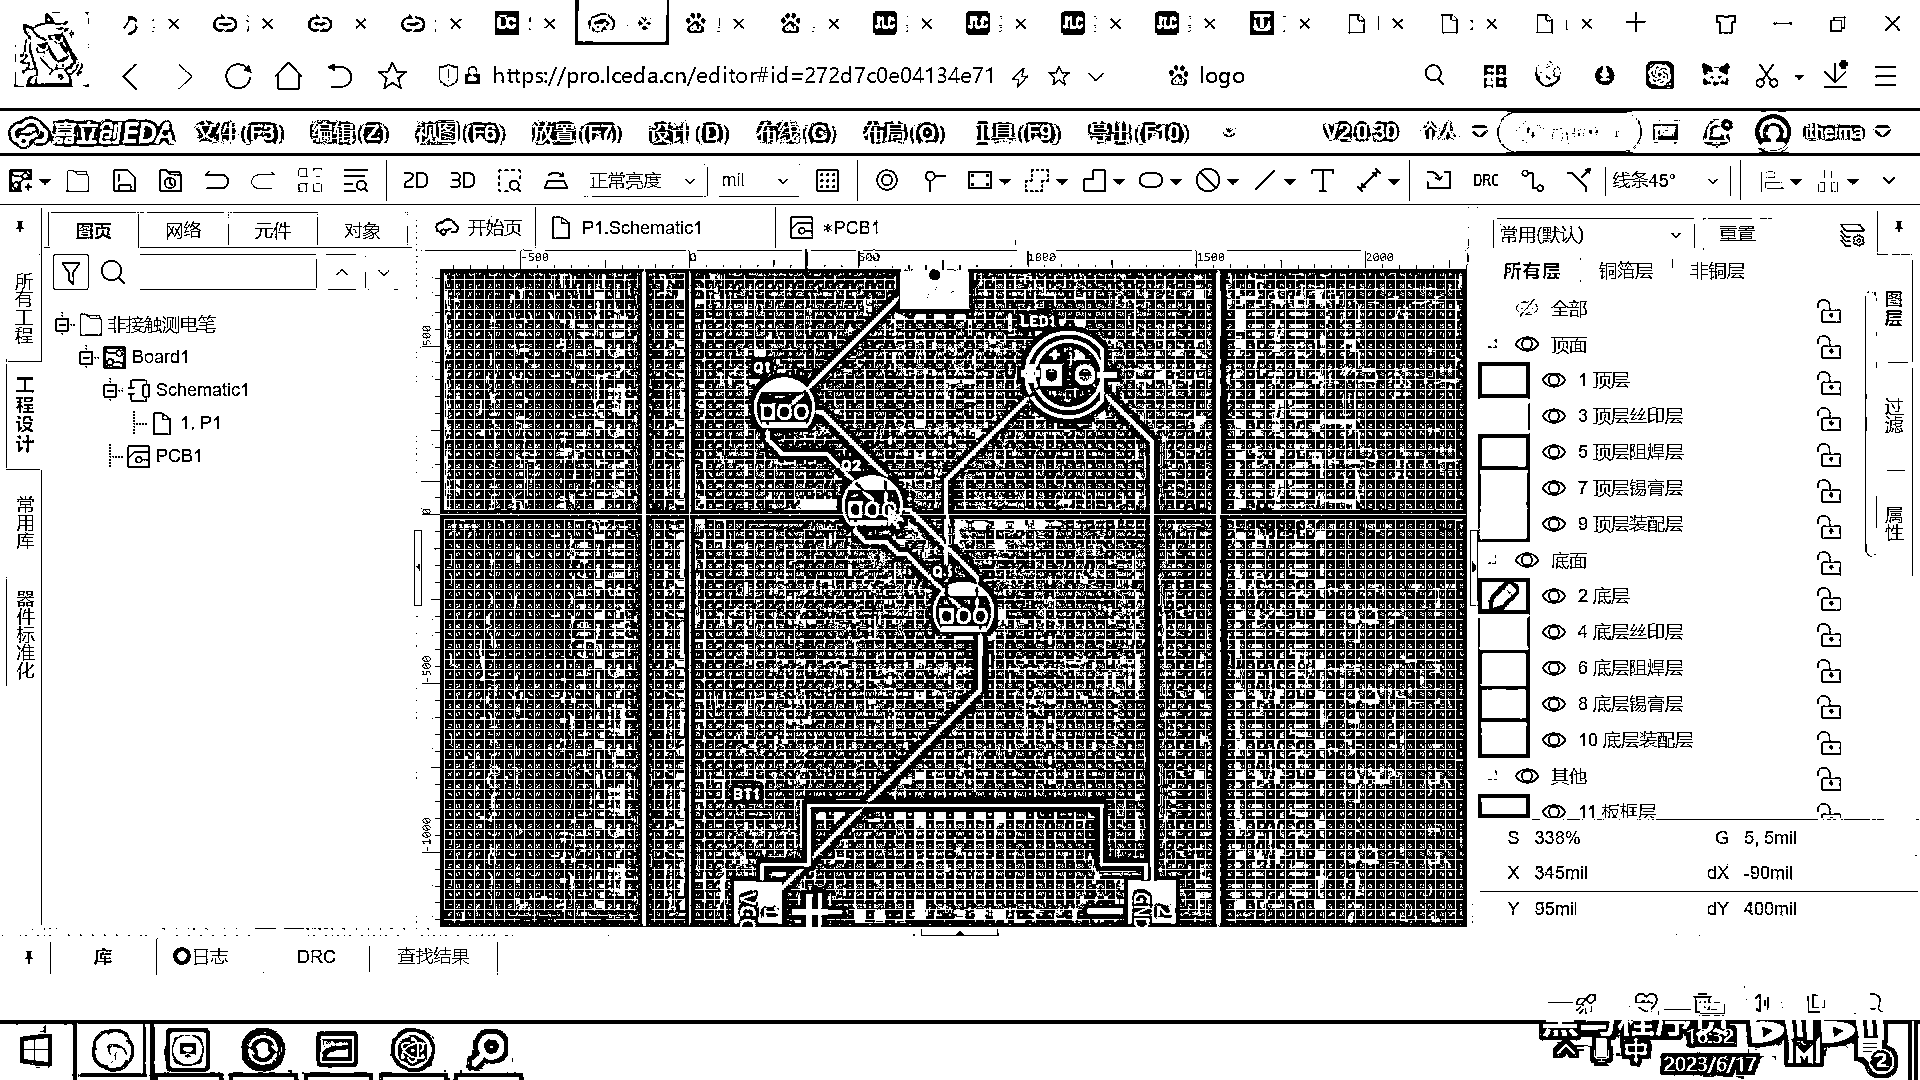 https://pro.lceda.cn/editor#id=272d7c0e04134e71
logo
嘉立创EDA 文件(F3) 编辑(Z) 视图(F6) 放置(F7) 设计(D) 布线(G) 布局(Q) 工具(F9) 导出(F10) V2.0.30 个人
2D 3D 正常亮度 mil DRC 线条45°
图页 网络 元件 对象
开始页 P1.Schematic1 *PCB1
常用(默认) 重置
所有层 铜箔层 非铜层
所有工程
工程设计
常用库
器件标准化
非接触测电笔
Board1
Schematic1
1. P1
PCB1
-500 0 500 1000 1500 2000
500
0
-500
-1000
LED1
Q1
Q2
BT1
VCC
GND
全部
顶面
1 顶层
3 顶层丝印层
5 顶层阻焊层
7 顶层锡膏层
9 顶层装配层
底面
2 底层
4 底层丝印层
6 底层阻焊层
8 底层锡膏层
10 底层装配层
其他
11 板框层
图层
过滤
属性
S 338% G 5, 5mil
X 345mil dX -90mil
Y 95mil dY 400mil
库 日志 DRC 查找结果
黑马程序员
中
16:32
2023/6/17
2